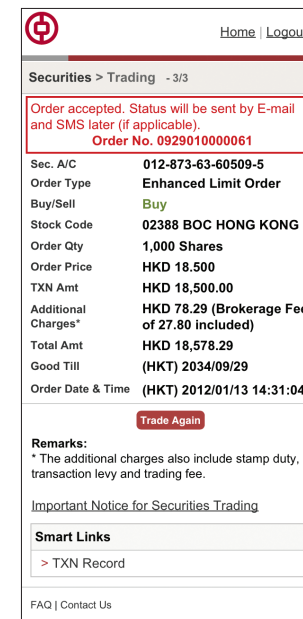 Home | Logou
Securities > Trading - 3/3
Order accepted. Status will be sent by E-mail
and SMS later (if applicable).
Order No. 0929010000061
Sec. A/C 012-873-63-60509-5
Order Type Enhanced Limit Order
Buy/Sell Buy
Stock Code 02388 BOC HONG KONG
Order Qty 1,000 Shares
Order Price HKD 18.500
TXN Amt HKD 18,500.00
Additional HKD 78.29 (Brokerage Fee
Charges* of 27.80 included)
Total Amt HKD 18,578.29
Good Till (HKT) 2034/09/29
Order Date & Time (HKT) 2012/01/13 14:31:04
Trade Again
Remarks:
* The additional charges also include stamp duty,
transaction levy and trading fee.
Important Notice for Securities Trading
Smart Links
> TXN Record
FAQ | Contact Us